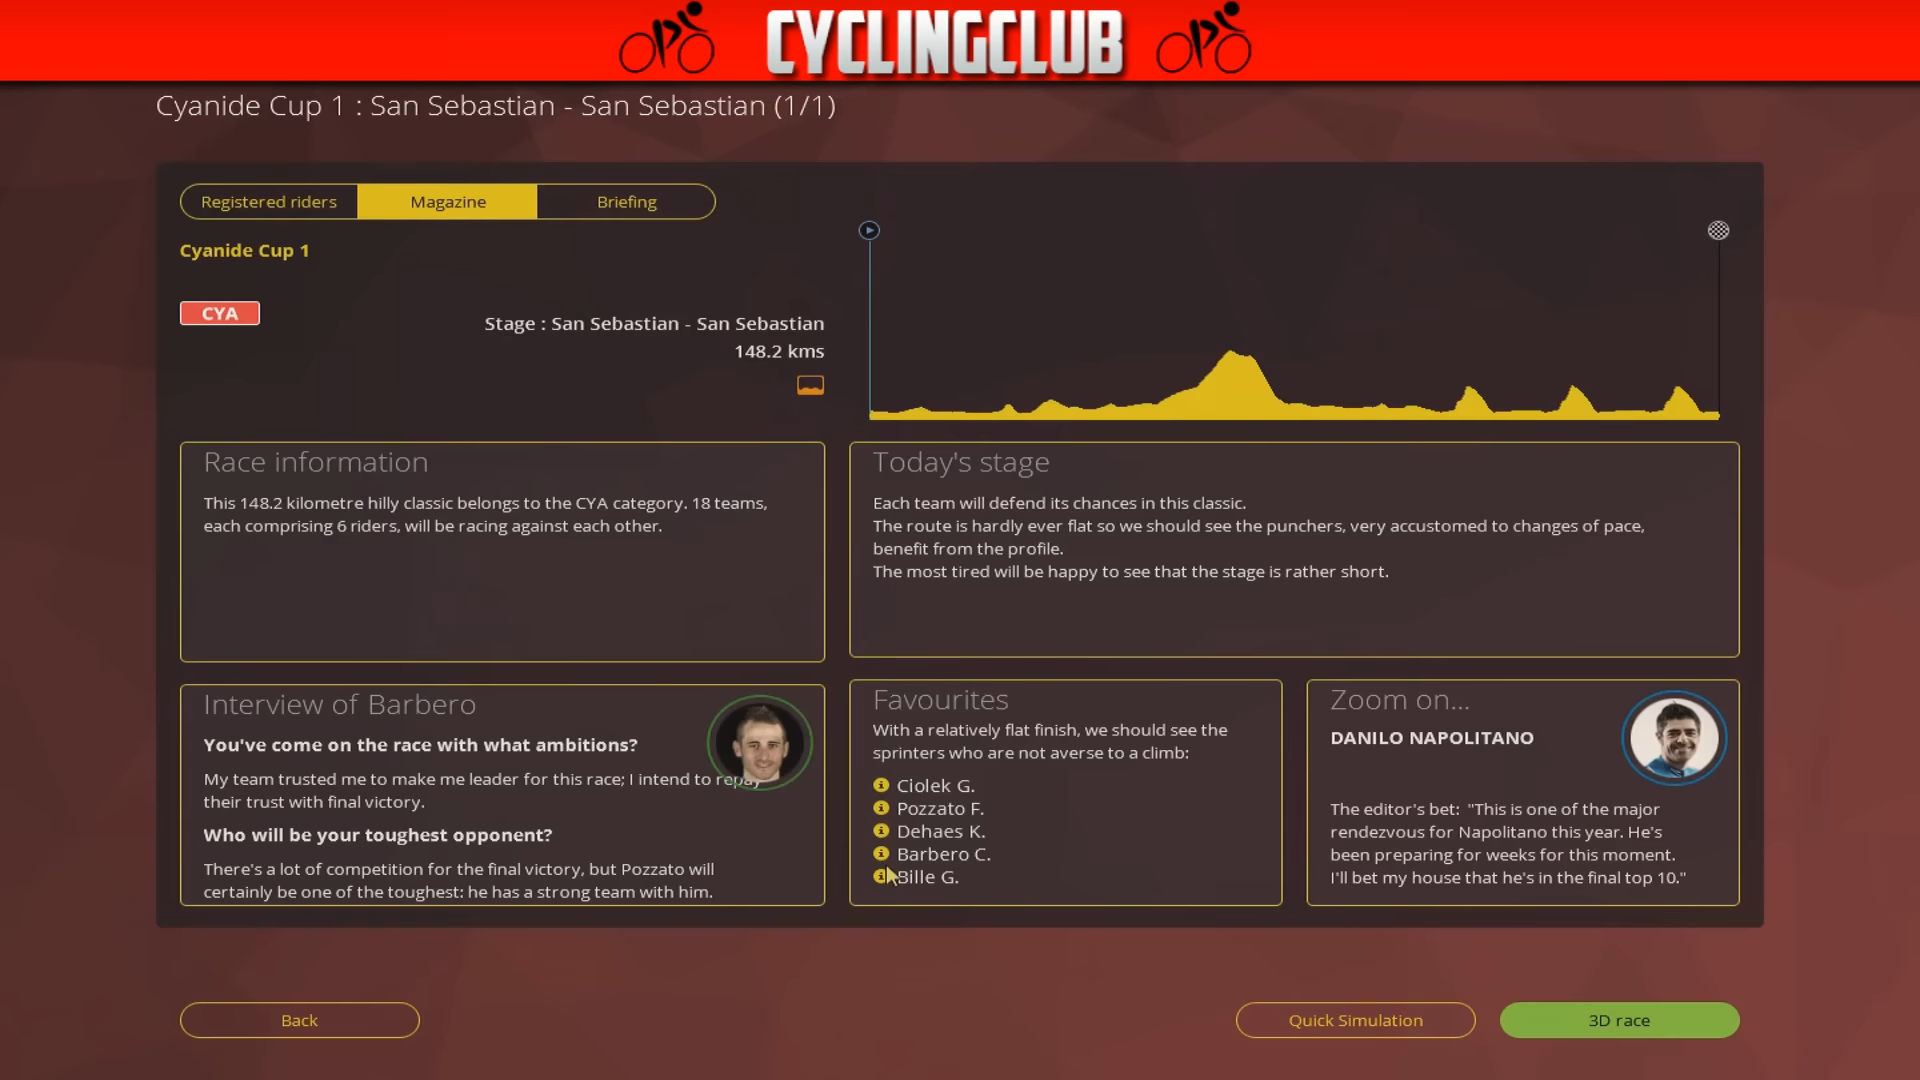 CYCLINGCLUB
Cyanide Cup 1 : San Sebastian - San Sebastian (1/1)
Registered riders
Magazine
Briefing
Cyanide Cup 1
CYA
Stage : San Sebastian - San Sebastian
148.2 kms
Race information
This 148.2 kilometre hilly classic belongs to the CYA category. 18 teams,
each comprising 6 riders, will be racing against each other.
Today's stage
Each team will defend its chances in this classic.
The route is hardly ever flat so we should see the punchers, very accustomed to changes of pace,
benefit from the profile.
The most tired will be happy to see that the stage is rather short.
Interview of Barbero
You've come on the race with what ambitions?
My team trusted me to make me leader for this race; I intend to repay
their trust with final victory.
Who will be your toughest opponent?
There's a lot of competition for the final victory, but Pozzato will
certainly be one of the toughest: he has a strong team with him.
Favourites
With a relatively flat finish, we should see the
sprinters who are not averse to a climb:
Ciolek G.
Pozzato F.
Dehaes K.
Barbero C.
Bille G.
Zoom on...
DANILO NAPOLITANO
The editor's bet: "This is one of the major
rendezvous for Napolitano this year. He's
been preparing for weeks for this moment.
I'll bet my house that he's in the final top 10."
Back
Quick Simulation
3D race